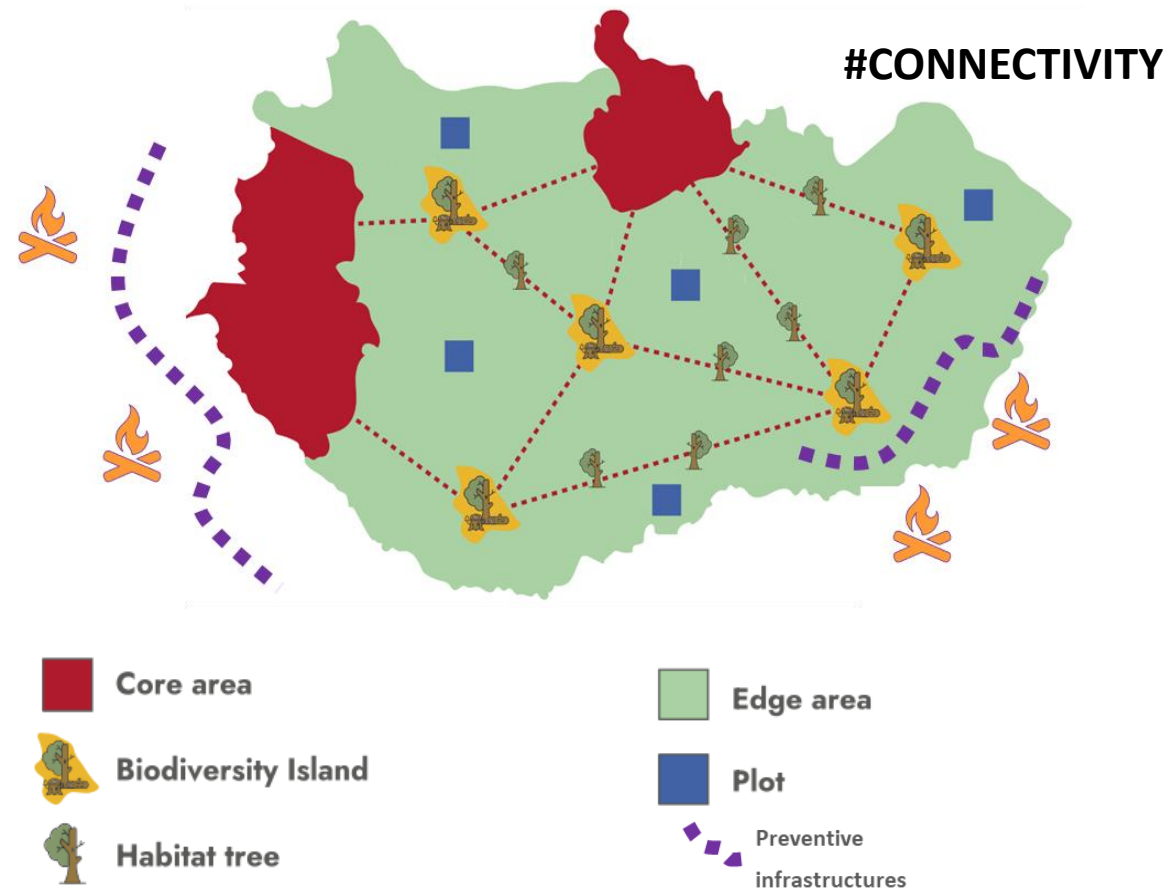 #CONNECTIVITY
Core area
Biodiversity Island
Habitat tree
Edge area
Plot
Preventive
infrastructures